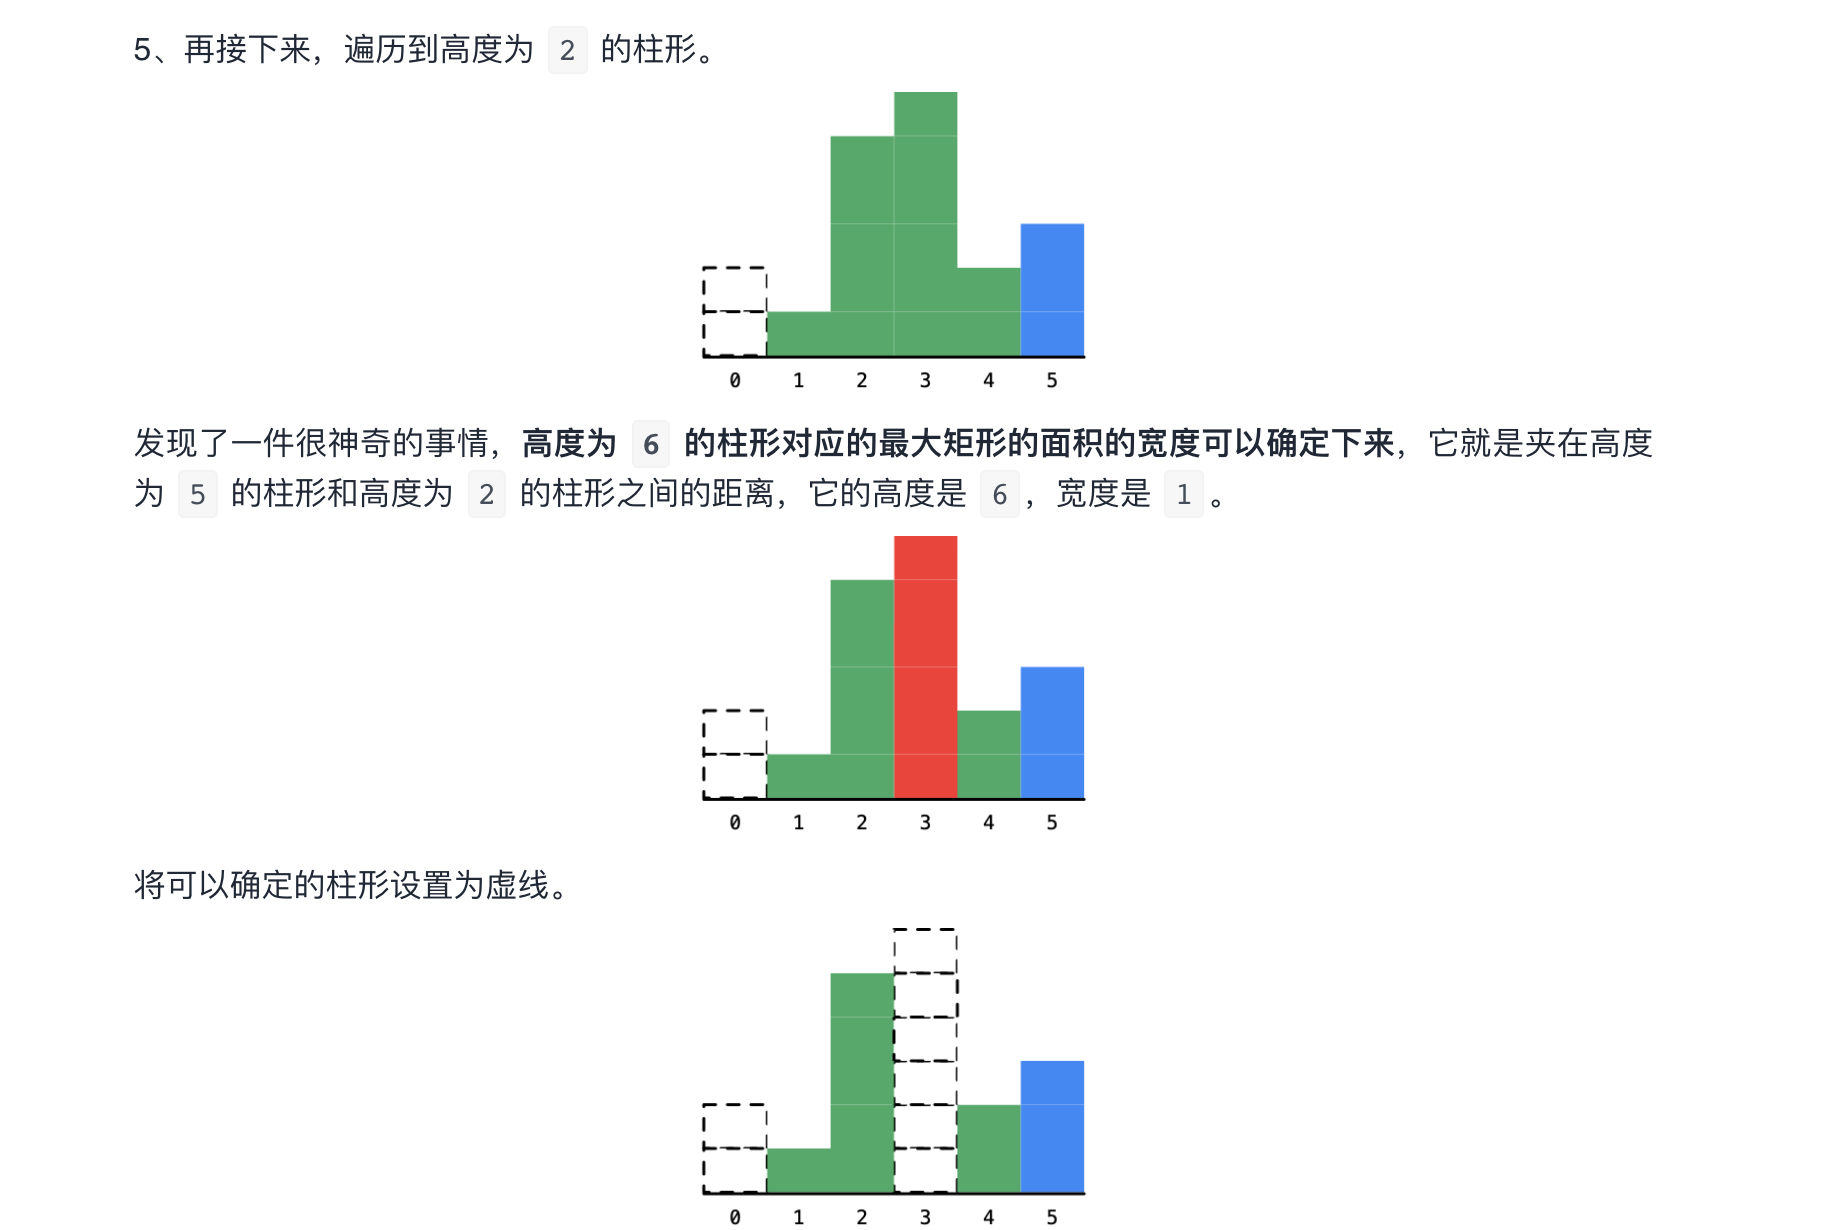 5、再接下来，遍历到高度为 2 的柱形。
0 1 2 3 4 5
发现了一件很神奇的事情，高度为 6 的柱形对应的最大矩形的面积的宽度可以确定下来，它就是夹在高度
为 5 的柱形和高度为 2 的柱形之间的距离，它的高度是 6，宽度是 1。
0 1 2 3 4 5
将可以确定的柱形设置为虚线。
0 1 2 3 4 5